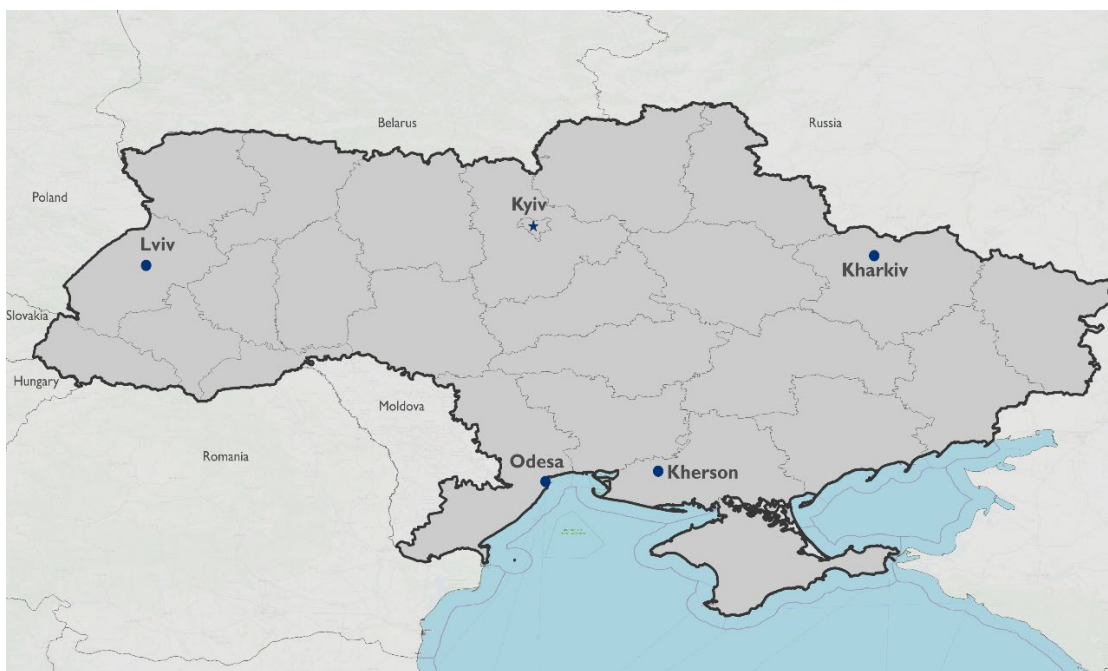 Belarus
Russia
Poland
Kyiv
Lviv
Kharkiv
Slovakia
Hungary
Moldova
Romania
Odesa
Kherson